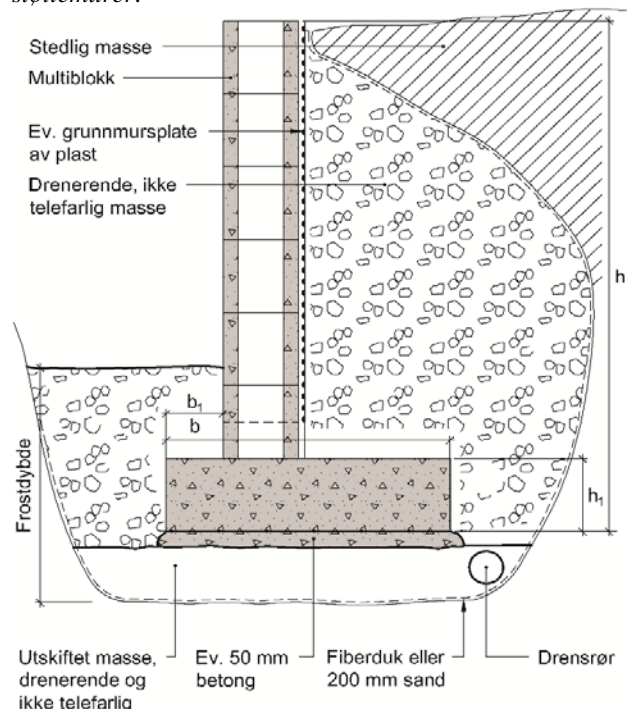 støttemurer.
Stedlig masse
Multiblokk
Ev. grunnmursplate
av plast
Drenerende, ikke
telefarlig masse
h
b₁
b
Frostdybde
h₁
Utskiftet masse,
drenerende og
ikke telefarlig
Ev. 50 mm
betong
Fiberduk eller
200 mm sand
Drensrør